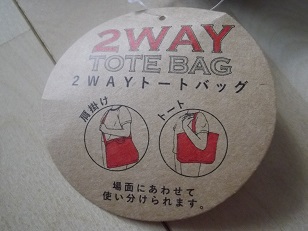 2WAY
TOTE BAG
2WAYトートバッグ
肩掛け
トート
場面にあわせて
使い分けられます。